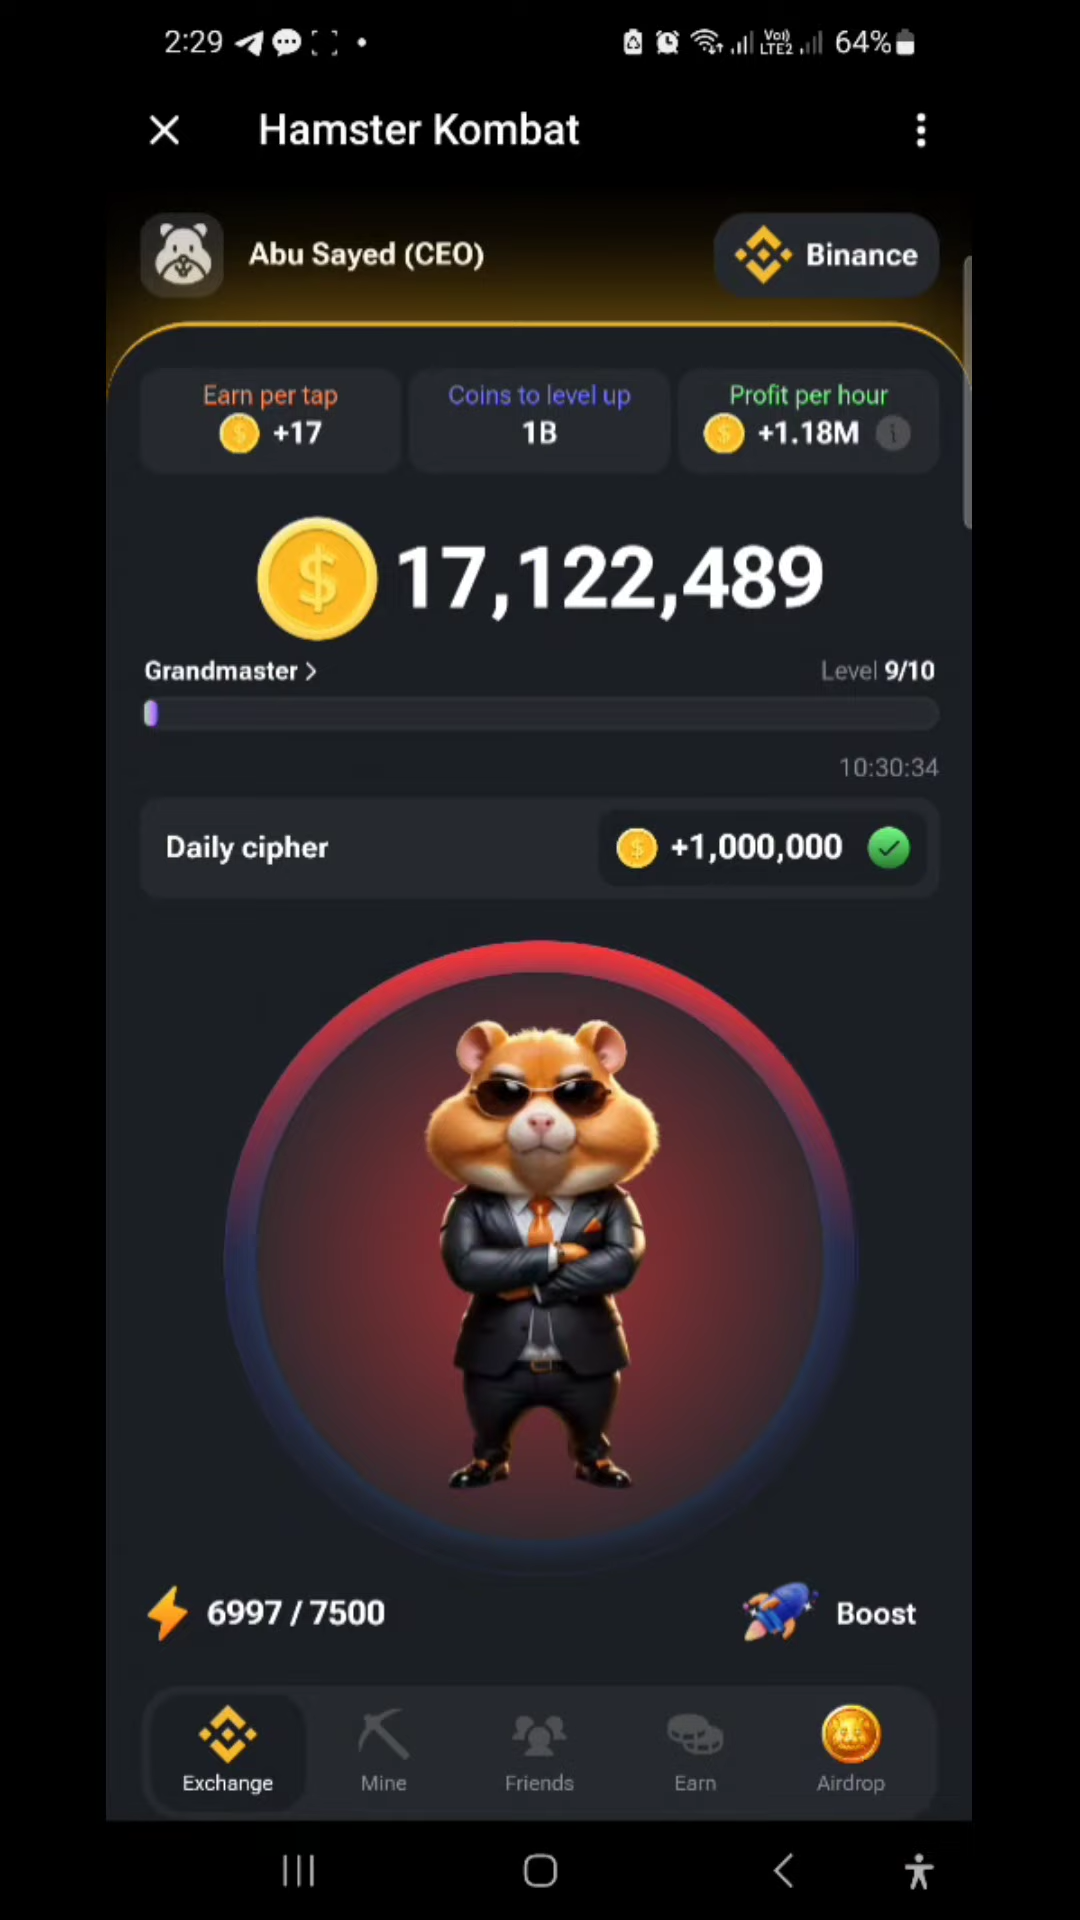 2:29
Vo))
LTE2
64%
Hamster Kombat
Abu Sayed (CEO)
Binance
Earn per tap
+17
Coins to level up
1B
Profit per hour
+1.18M
17,122,489
Grandmaster >
Level 9/10
10:30:34
Daily cipher
+1,000,000
6997 / 7500
Boost
Exchange
Mine
Friends
Earn
Airdrop